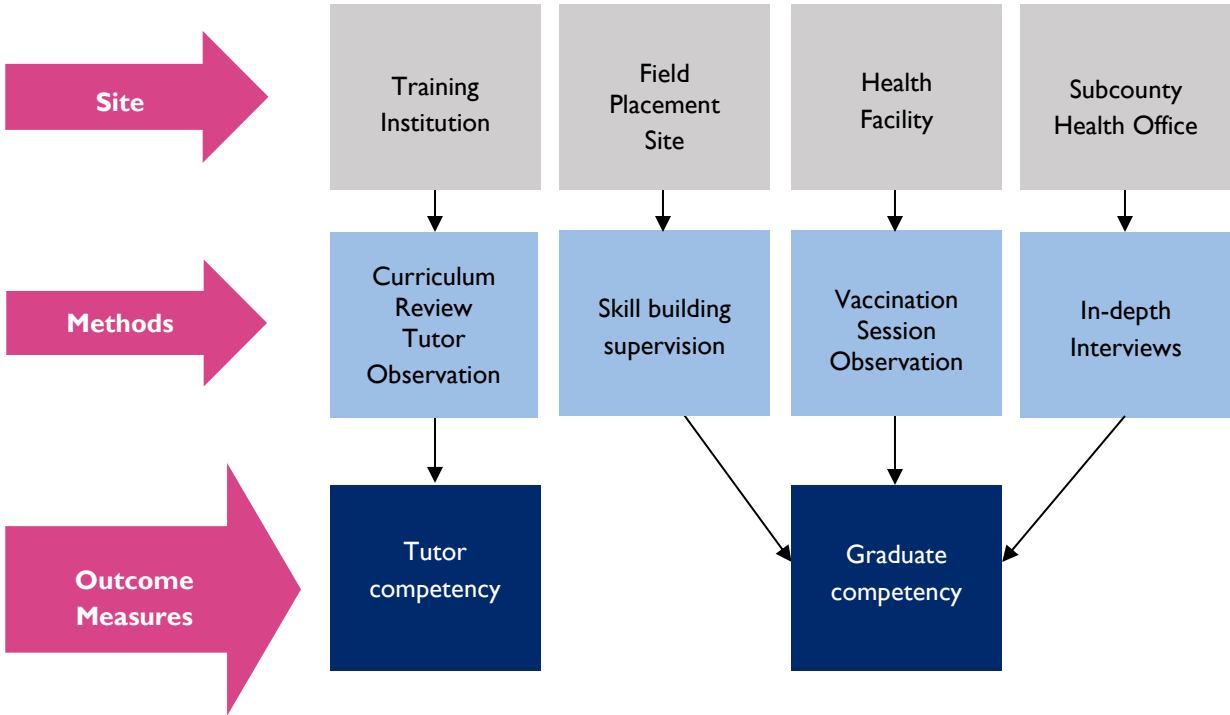 Site
Training
Institution
Field
Placement
Site
Health
Facility
Subcounty
Health Office
Methods
Curriculum
Review
Tutor
Observation
Skill building
supervision
Vaccination
Session
Observation
In-depth
Interviews
Outcome
Measures
Tutor
competency
Graduate
competency